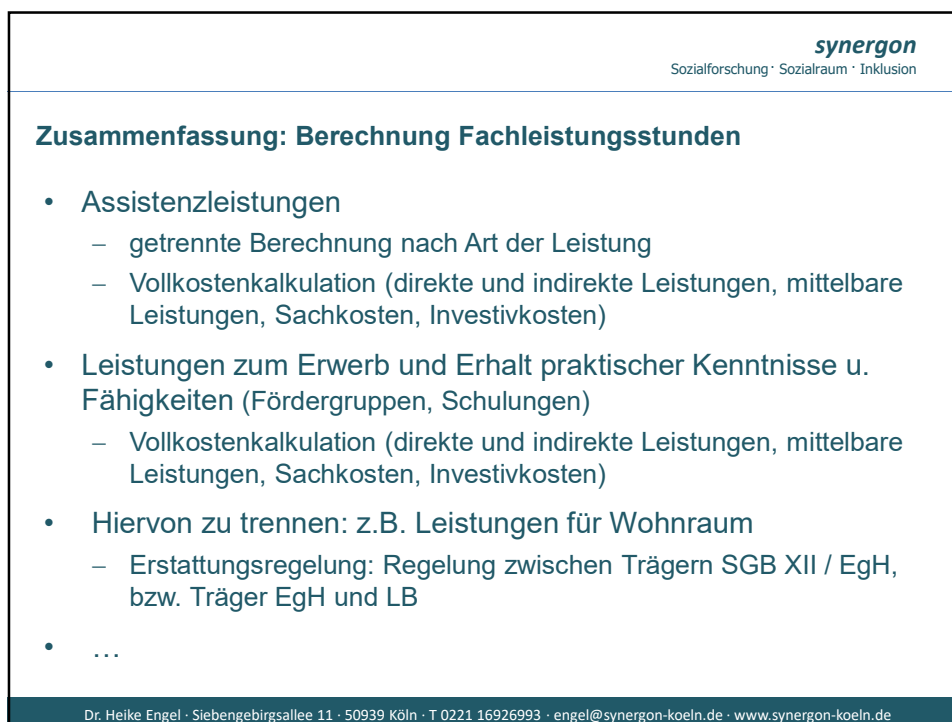 synergon
Sozialforschung · Sozialraum · Inklusion
Zusammenfassung: Berechnung Fachleistungsstunden
• Assistenzleistungen
– getrennte Berechnung nach Art der Leistung
– Vollkostenkalkulation (direkte und indirekte Leistungen, mittelbare
Leistungen, Sachkosten, Investivkosten)
• Leistungen zum Erwerb und Erhalt praktischer Kenntnisse u.
Fähigkeiten (Fördergruppen, Schulungen)
– Vollkostenkalkulation (direkte und indirekte Leistungen, mittelbare
Leistungen, Sachkosten, Investivkosten)
• Hiervon zu trennen: z.B. Leistungen für Wohnraum
– Erstattungsregelung: Regelung zwischen Trägern SGB XII / EgH,
bzw. Träger EgH und LB
• …
Dr. Heike Engel · Siebengebirgsallee 11 · 50939 Köln · T 0221 16926993 · engel@synergon-koeln.de · www.synergon-koeln.de